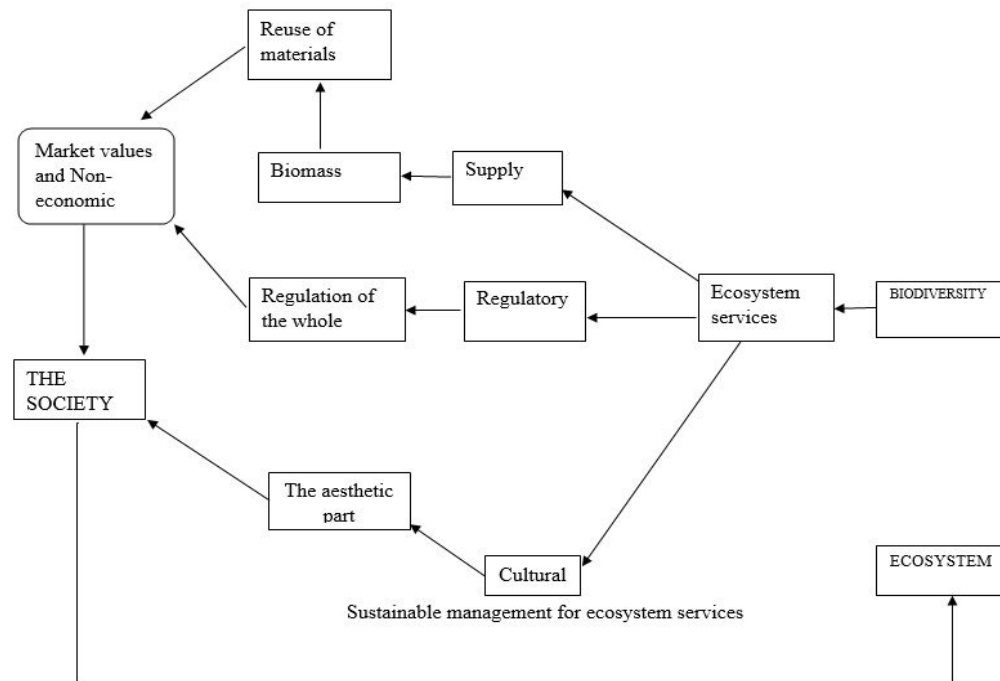 Reuse of
materials
Market values
and Non-
economic
Biomass
Supply
Regulation of
the whole
Regulatory
Ecosystem
services
BIODIVERSITY
THE
SOCIETY
The aesthetic
part
Cultural
ECOSYSTEM
Sustainable management for ecosystem services